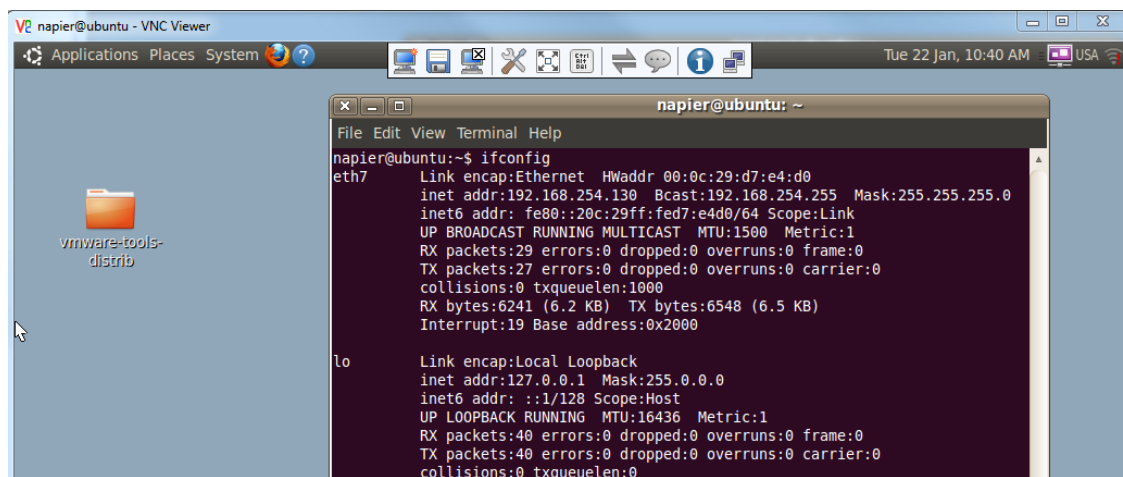 napier@ubuntu - VNC Viewer
Applications Places System
Ctrl Alt Del
Tue 22 Jan, 10:40 AM USA
napier@ubuntu: ~
File Edit View Terminal Help
napier@ubuntu:~$ ifconfig
eth7 Link encap:Ethernet HWaddr 00:0c:29:d7:e4:d0
inet addr:192.168.254.130 Bcast:192.168.254.255 Mask:255.255.255.0
inet6 addr: fe80::20c:29ff:fed7:e4d0/64 Scope:Link
UP BROADCAST RUNNING MULTICAST MTU:1500 Metric:1
RX packets:29 errors:0 dropped:0 overruns:0 frame:0
TX packets:27 errors:0 dropped:0 overruns:0 carrier:0
collisions:0 txqueuelen:1000
RX bytes:6241 (6.2 KB) TX bytes:6548 (6.5 KB)
Interrupt:19 Base address:0x2000
lo Link encap:Local Loopback
inet addr:127.0.0.1 Mask:255.0.0.0
inet6 addr: ::1/128 Scope:Host
UP LOOPBACK RUNNING MTU:16436 Metric:1
RX packets:40 errors:0 dropped:0 overruns:0 frame:0
TX packets:40 errors:0 dropped:0 overruns:0 carrier:0
collisions:0 txqueuelen:0
vmware-tools-
distrib